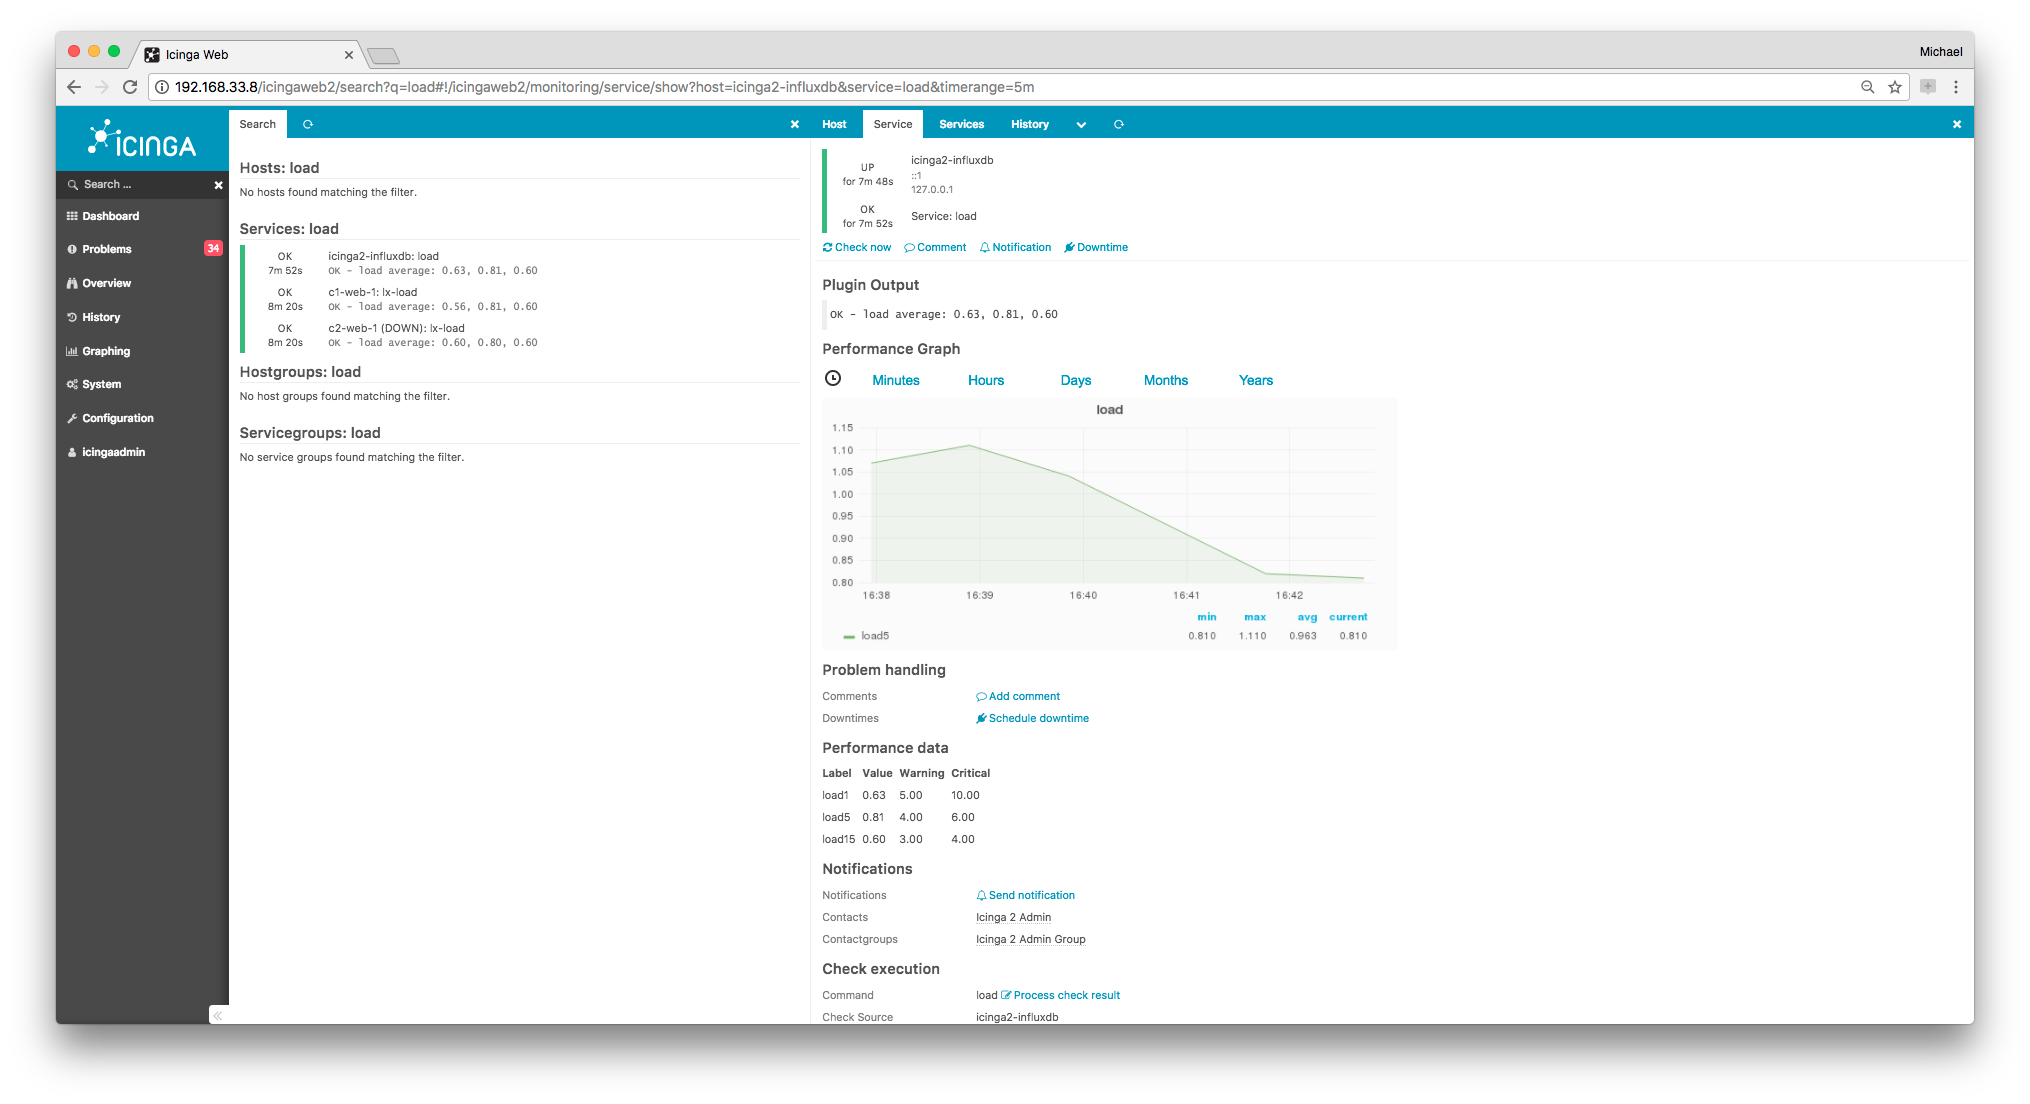 Icinga Web
Michael
192.168.33.8/icingaweb2/search?q=load#!/icingaweb2/monitoring/service/show?host=icinga2-influxdb&service=load&timerange=5m
ICINGA
Search ...
Dashboard
Problems 34
Overview
History
Graphing
System
Configuration
icingaadmin
Search
Hosts: load
No hosts found matching the filter.
Services: load
OK icinga2-influxdb: load
7m 52s OK - load average: 0.63, 0.81, 0.60
OK c1-web-1: lx-load
8m 20s OK - load average: 0.56, 0.81, 0.60
OK c2-web-1 (DOWN): lx-load
8m 20s OK - load average: 0.60, 0.80, 0.60
Hostgroups: load
No host groups found matching the filter.
Servicegroups: load
No service groups found matching the filter.
Host Service Services History
UP icinga2-influxdb
for 7m 48s ::1
127.0.0.1
OK
for 7m 52s Service: load
Check now Comment Notification Downtime
Plugin Output
OK - load average: 0.63, 0.81, 0.60
Performance Graph
Minutes Hours Days Months Years
load
1.15
1.10
1.05
1.00
0.95
0.90
0.85
0.80
16:38 16:39 16:40 16:41 16:42
min max avg current
load5 0.810 1.110 0.963 0.810
Problem handling
Comments Add comment
Downtimes Schedule downtime
Performance data
Label Value Warning Critical
load1 0.63 5.00 10.00
load5 0.81 4.00 6.00
load15 0.60 3.00 4.00
Notifications
Notifications Send notification
Contacts Icinga 2 Admin
Contactgroups Icinga 2 Admin Group
Check execution
Command load Process check result
Check Source icinga2-influxdb